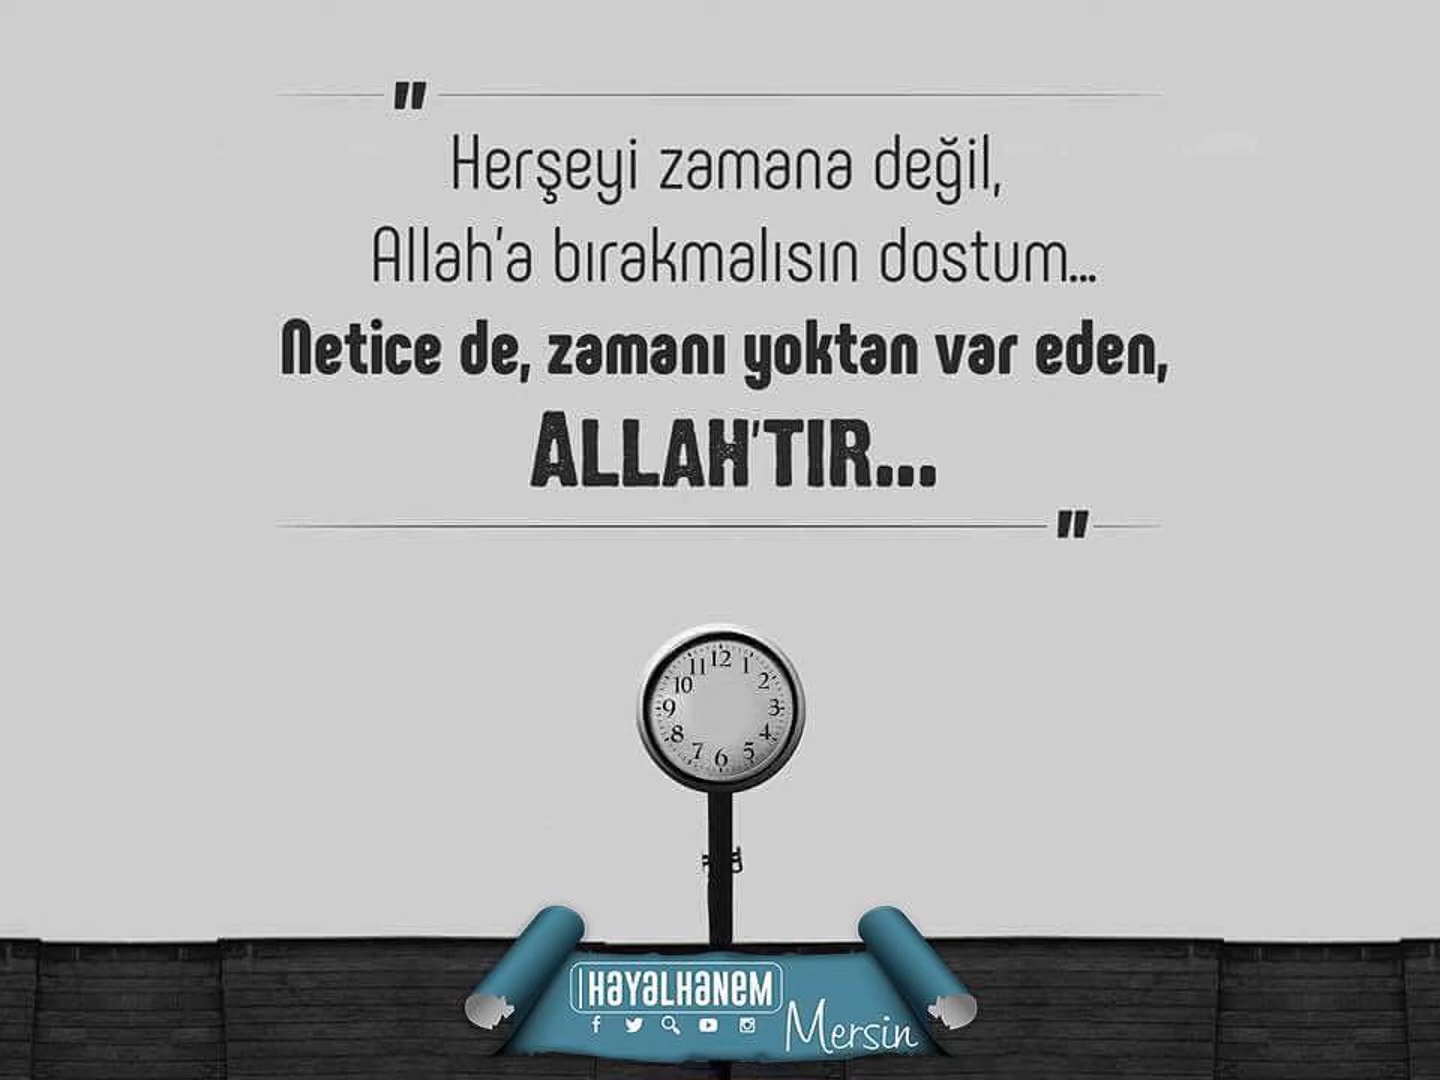 "
Herşeyi zamana değil,
Allah'a bırakmalısın dostum...
Netice de, zamanı yoktan var eden,
ALLAH'TIR...
"
12
11 1
10 2
9 3
8 4
7 5
6
HAYALHANEM
Mersin